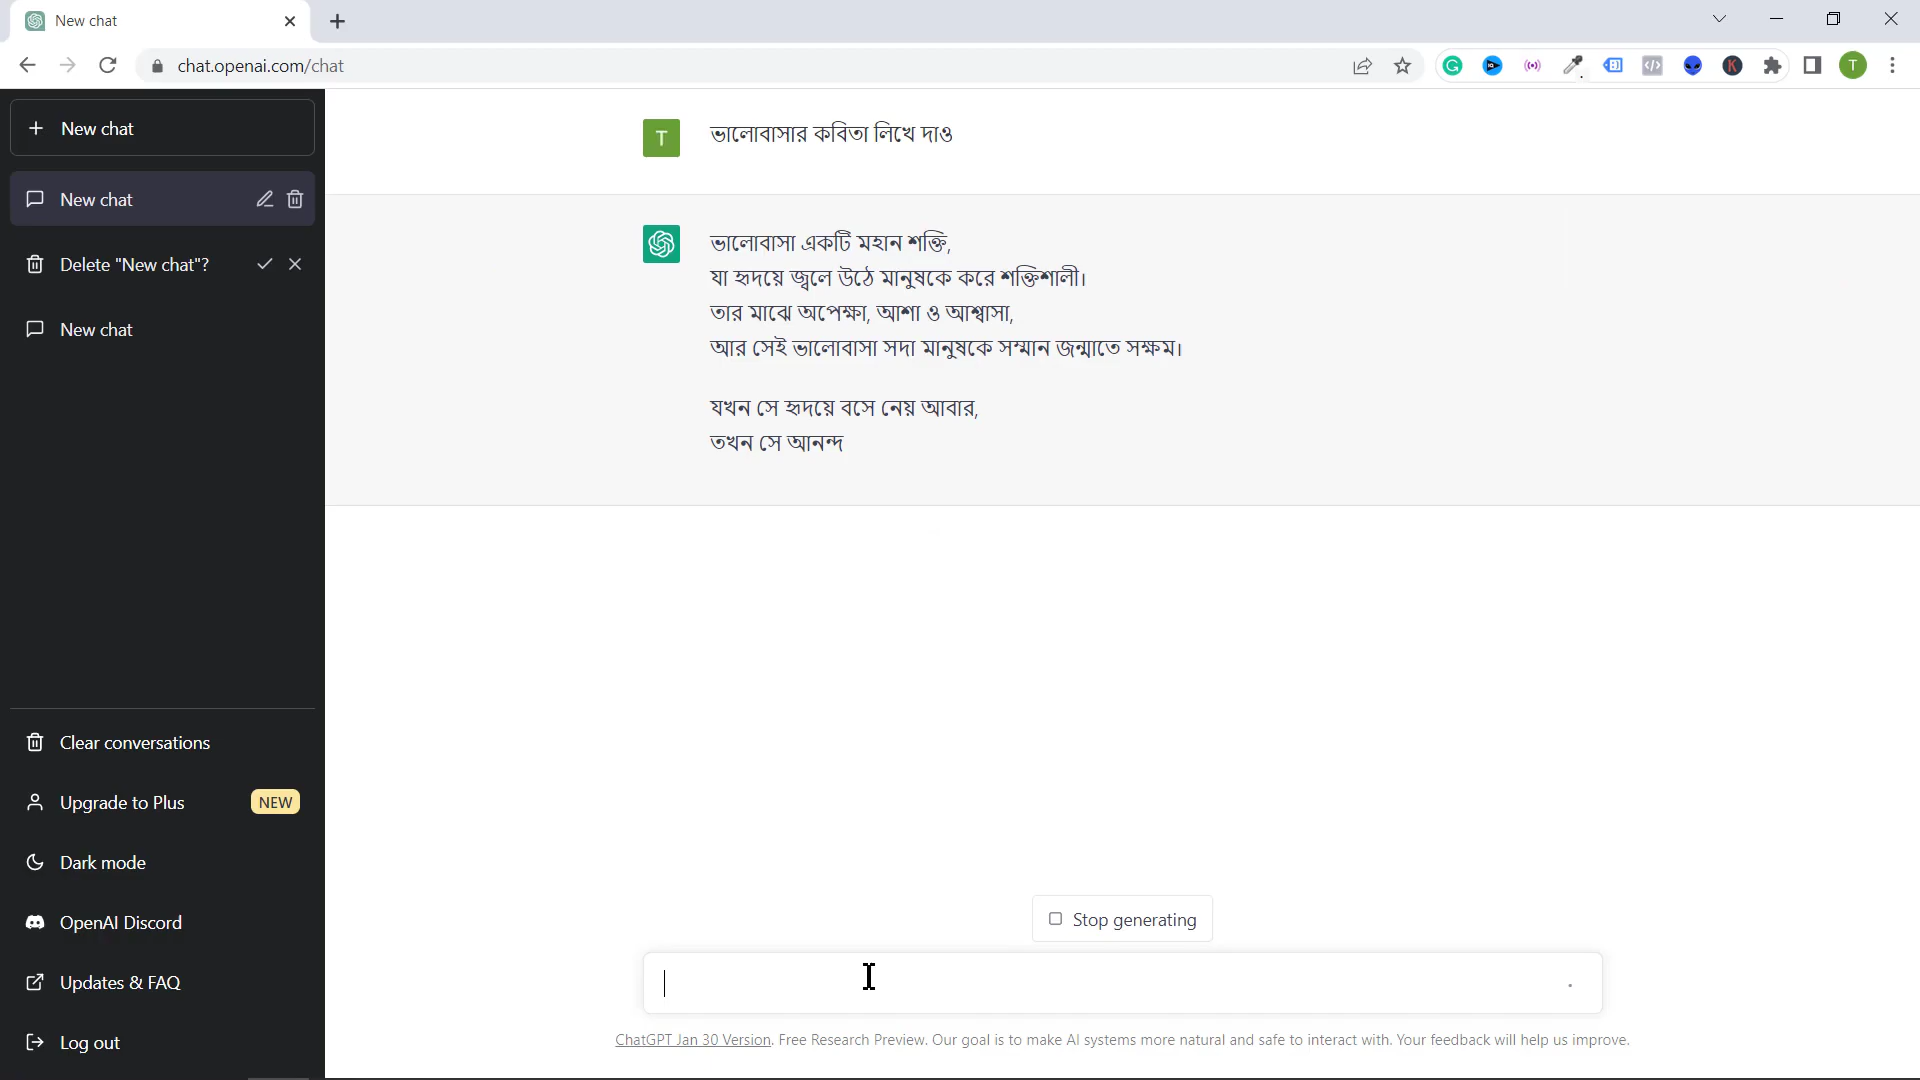 New chat
chat.openai.com/chat
T
New chat
New chat
Delete "New chat"?
New chat
Clear conversations
Upgrade to Plus NEW
Dark mode
OpenAI Discord
Updates & FAQ
Log out
T ভালোবাসার কবিতা লিখে দাও
ভালোবাসা একটি মহান শক্তি,
যা হৃদয়ে জ্বলে উঠে মানুষকে করে শক্তিশালী।
তার মাঝে অপেক্ষা, আশা ও আশ্বাসা,
আর সেই ভালোবাসা সদা মানুষকে সম্মান জন্মাতে সক্ষম।
যখন সে হৃদয়ে বসে নেয় আবার,
তখন সে আনন্দ
Stop generating
ChatGPT Jan 30 Version. Free Research Preview. Our goal is to make AI systems more natural and safe to interact with. Your feedback will help us improve.